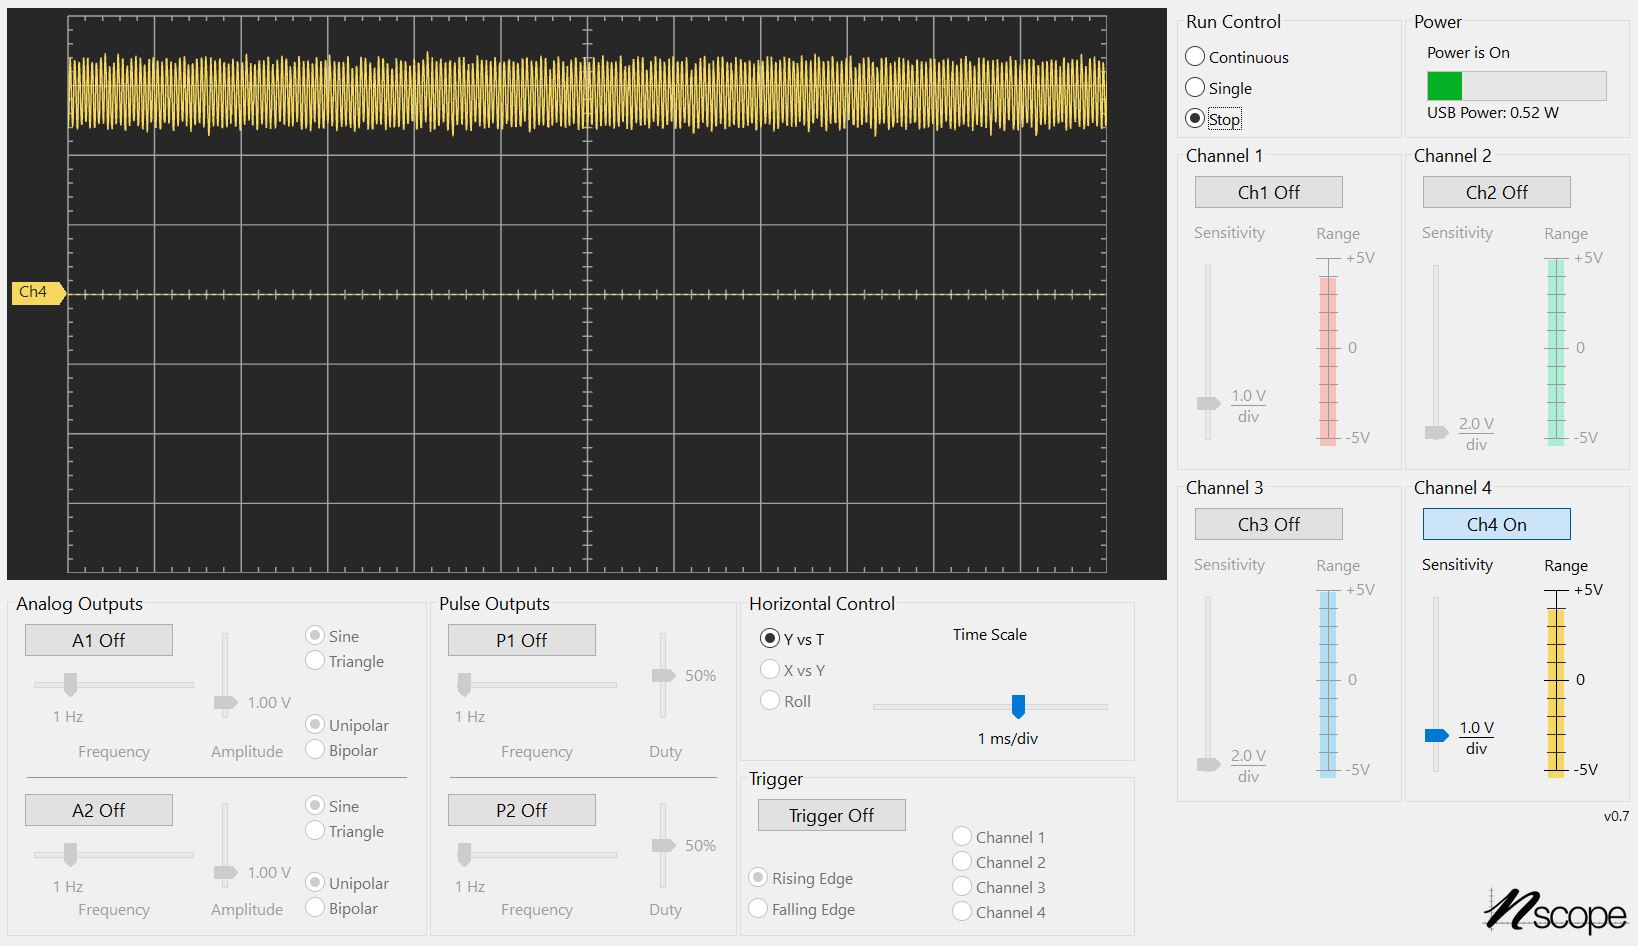 Ch4
Run Control
Continuous
Single
Stop
Power
Power is On
USB Power: 0.52 W
Channel 1
Ch1 Off
Sensitivity
Range
+5V
0
-5V
1.0 V
div
Channel 2
Ch2 Off
Sensitivity
Range
+5V
0
-5V
2.0 V
div
Channel 3
Ch3 Off
Sensitivity
Range
+5V
0
-5V
2.0 V
div
Channel 4
Ch4 On
Sensitivity
Range
+5V
0
-5V
1.0 V
div
v0.7
Analog Outputs
A1 Off
Sine
Triangle
1 Hz
1.00 V
Unipolar
Bipolar
Frequency
Amplitude
A2 Off
Sine
Triangle
1 Hz
1.00 V
Unipolar
Bipolar
Frequency
Amplitude
Pulse Outputs
P1 Off
50%
1 Hz
Frequency
Duty
P2 Off
50%
1 Hz
Frequency
Duty
Horizontal Control
Y vs T
X vs Y
Roll
Time Scale
1 ms/div
Trigger
Trigger Off
Rising Edge
Falling Edge
Channel 1
Channel 2
Channel 3
Channel 4
nscope